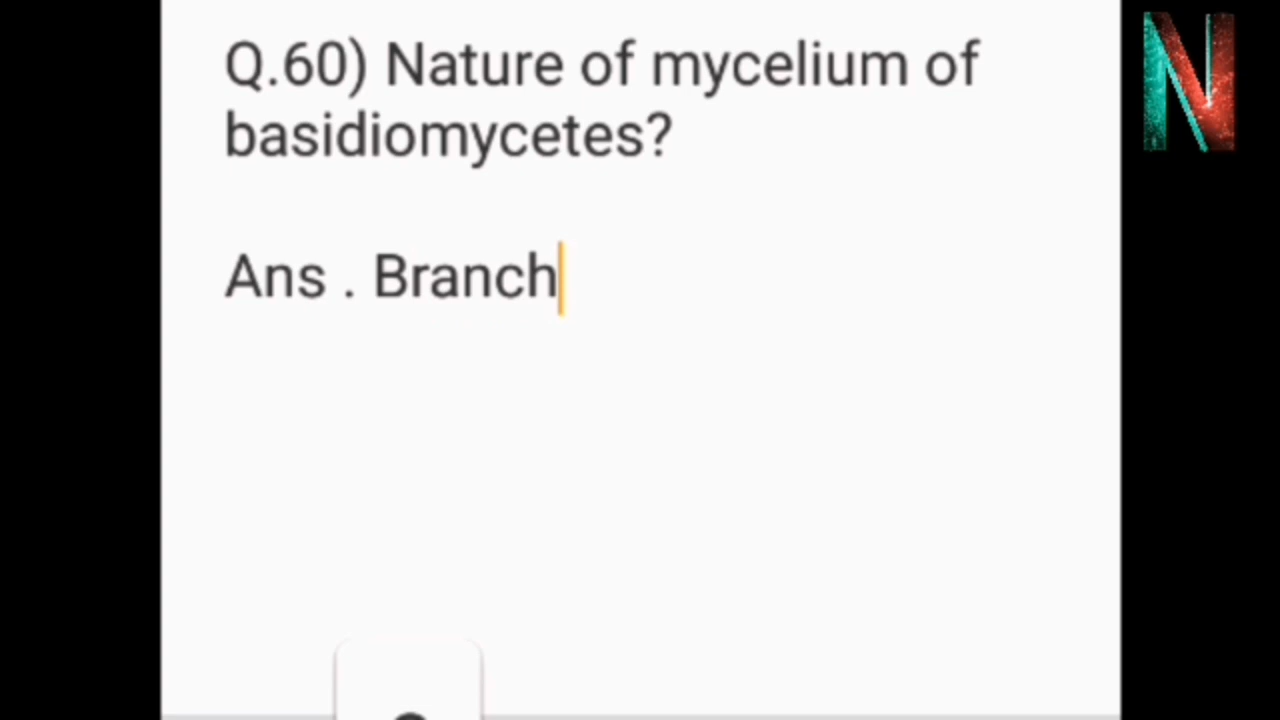 Q.60) Nature of mycelium of
basidiomycetes?
Ans . Branch
N